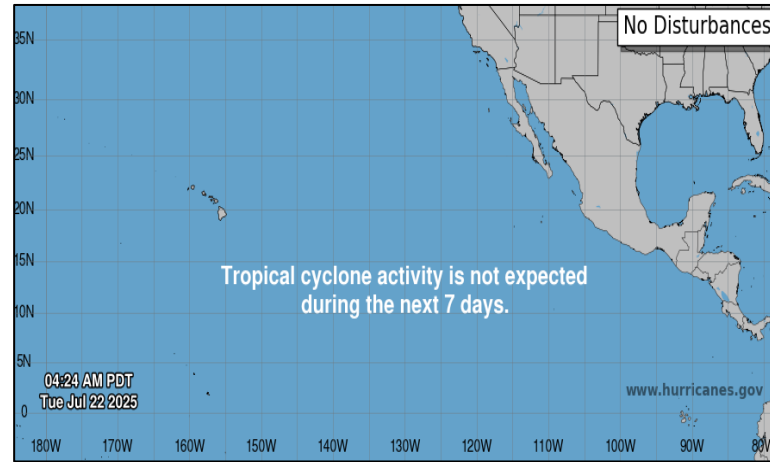 No Disturbances
35N
30N
25N
20N
15N
Tropical cyclone activity is not expected
during the next 7 days.
10N
5N
04:24 AM PDT
Tue Jul 22 2025
www.hurricanes.gov
0
180W 170W 160W 150W 140W 130W 120W 110W 100W 90W 80W